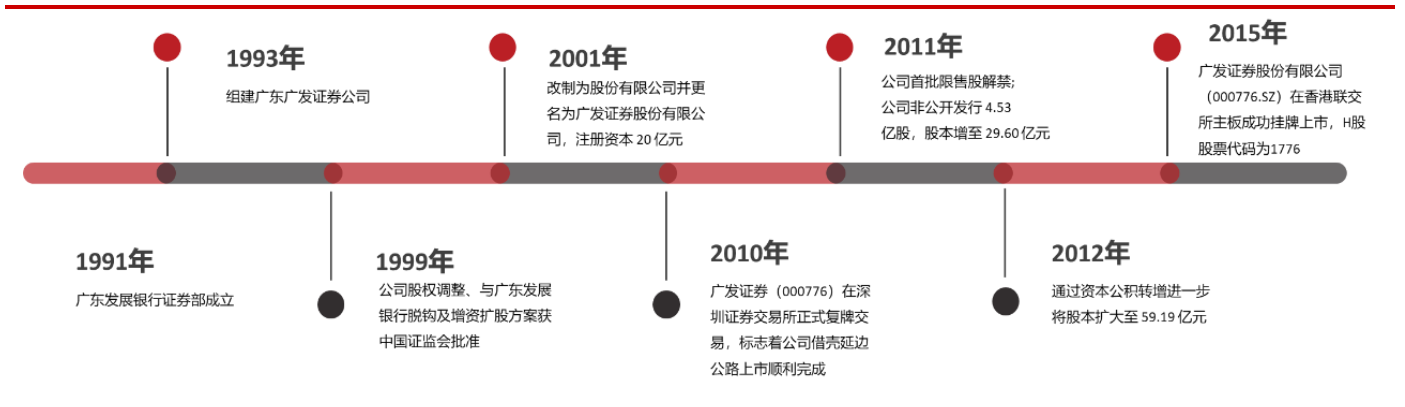 1993年
组建广东广发证券公司
2001年
改制为股份有限公司并更
名为广发证券股份有限公
司，注册资本 20 亿元
2011年
公司首批限售股解禁;
公司非公开发行 4.53
亿股，股本增至 29.60 亿元
2015年
广发证券股份有限公司
（000776.SZ）在香港联交
所主板成功挂牌上市，H股
股票代码为1776
1991年
广东发展银行证券部成立
1999年
公司股权调整、与广东发展
银行脱钩及增资扩股方案获
中国证监会批准
2010年
广发证券（000776）在深
圳证券交易所正式复牌交
易，标志着公司借壳延边
公路上市顺利完成
2012年
通过资本公积转增进一步
将股本扩大至 59.19 亿元